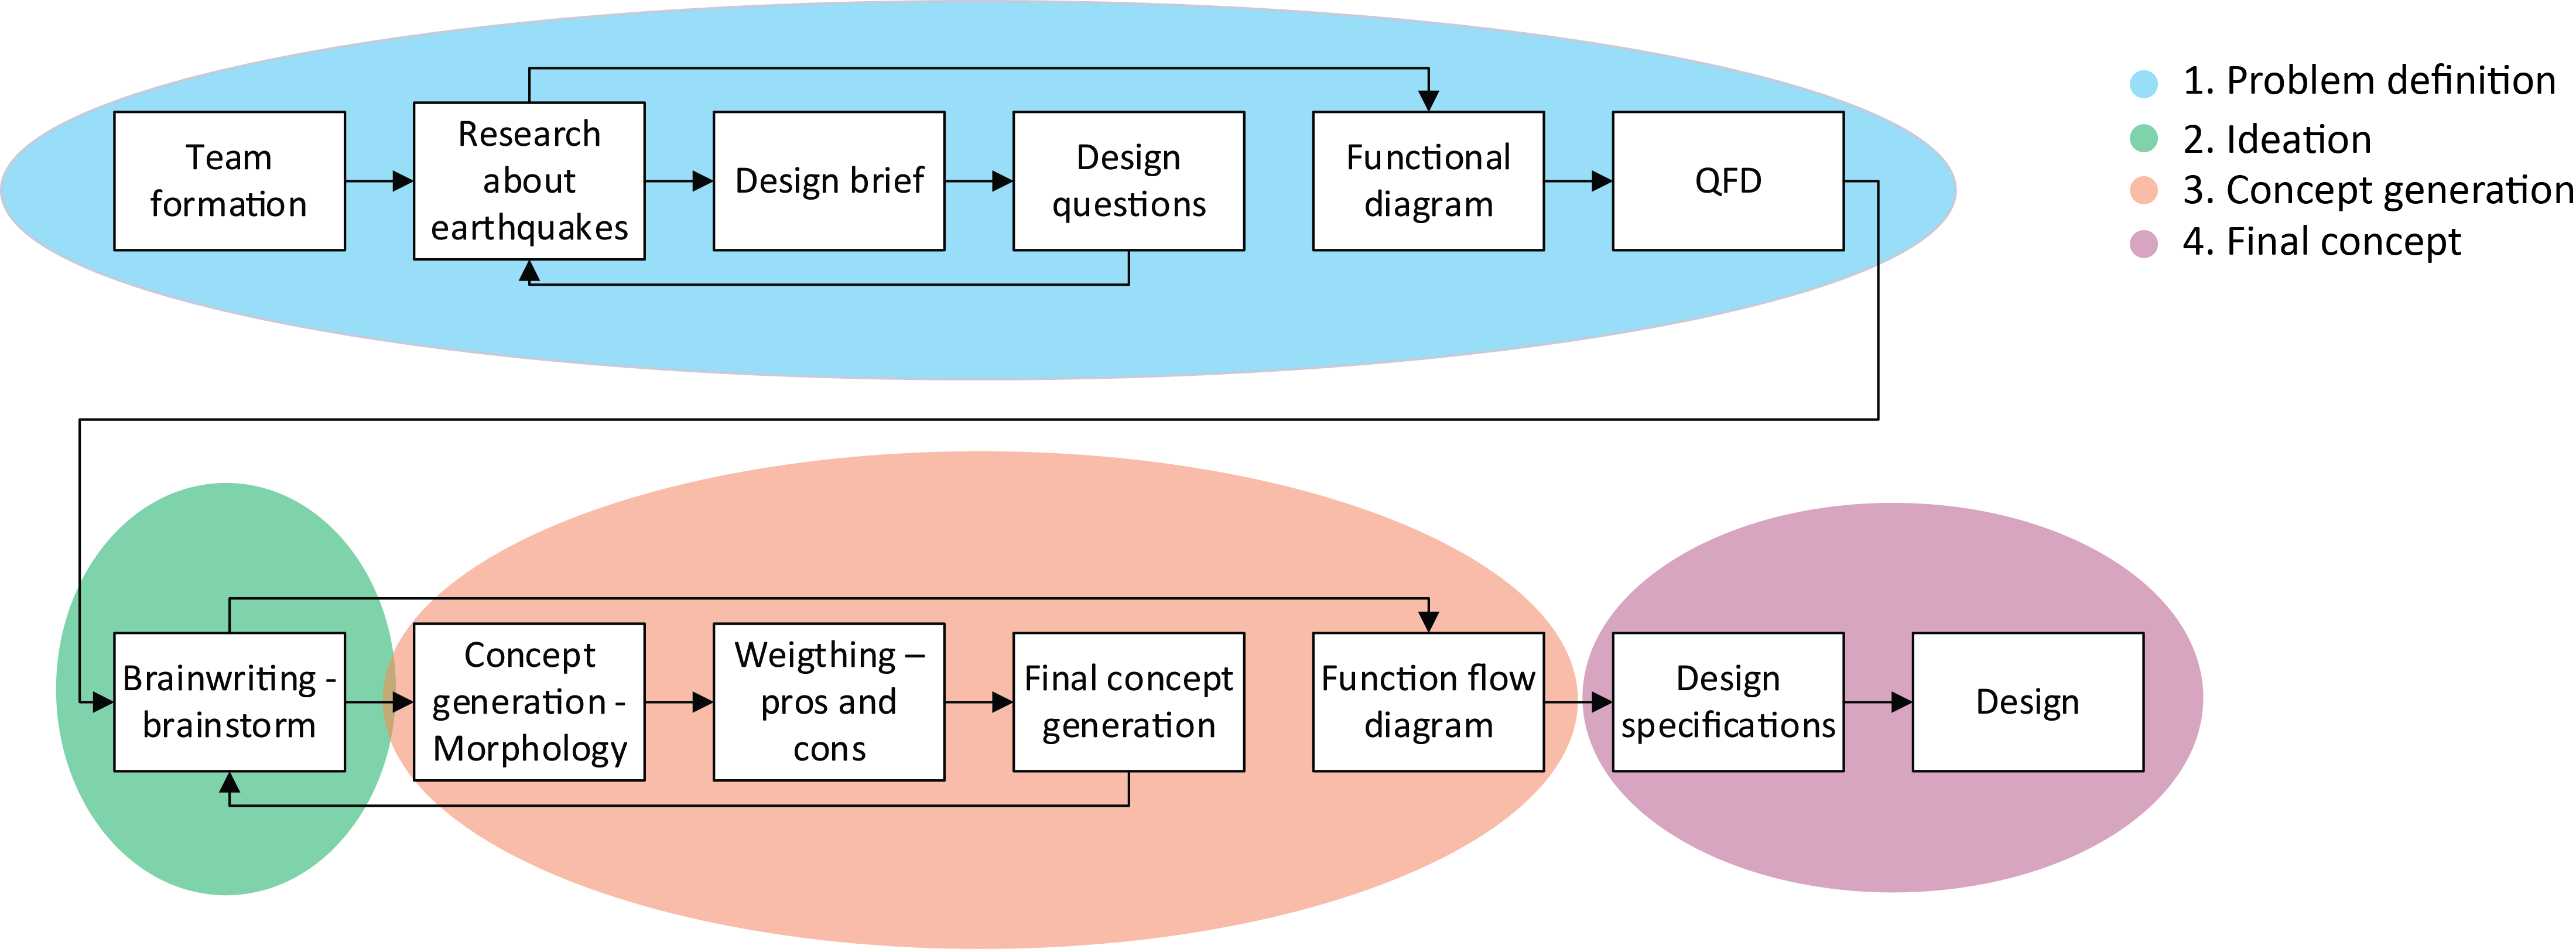 Team
formation
Research
about
earthquakes
Design brief
Design
questions
Functional
diagram
QFD
1. Problem definition
2. Ideation
3. Concept generation
4. Final concept
Brainwriting -
brainstorm
Concept
generation -
Morphology
Weigthing –
pros and
cons
Final concept
generation
Function flow
diagram
Design
specifications
Design